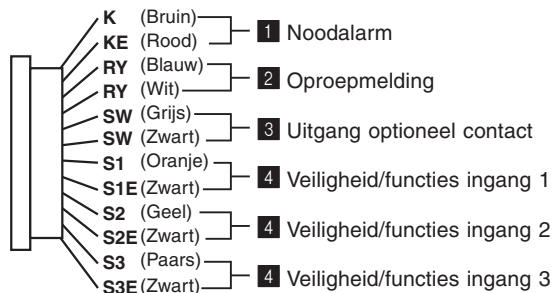 K (Bruin)
KE (Rood)
1 Noodalarm
RY (Blauw)
RY (Wit)
2 Oproepmelding
SW (Grijs)
SW (Zwart)
3 Uitgang optioneel contact
S1 (Oranje)
S1E (Zwart)
4 Veiligheid/functies ingang 1
S2 (Geel)
S2E (Zwart)
4 Veiligheid/functies ingang 2
S3 (Paars)
S3E (Zwart)
4 Veiligheid/functies ingang 3